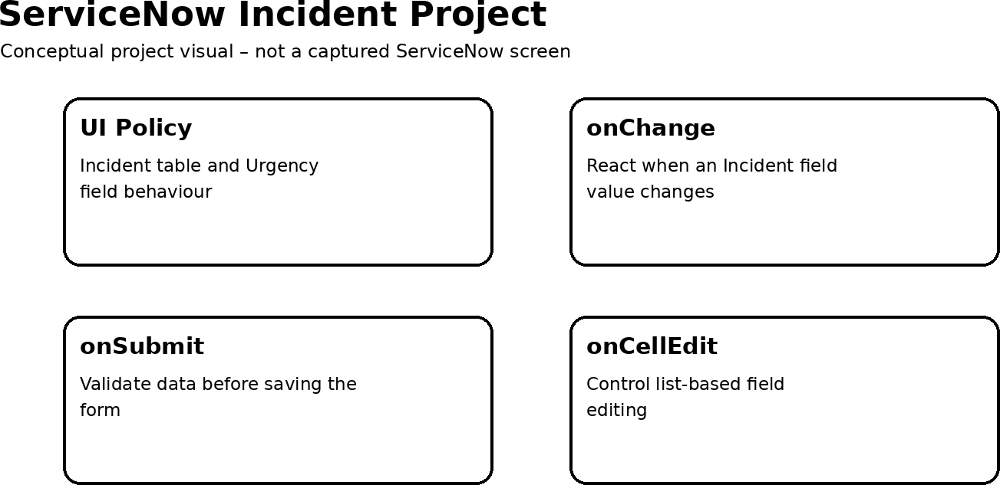 ServiceNow Incident Project
Conceptual project visual – not a captured ServiceNow screen
UI Policy
Incident table and Urgency
field behaviour
onChange
React when an Incident field
value changes
onSubmit
Validate data before saving the
form
onCellEdit
Control list-based field
editing